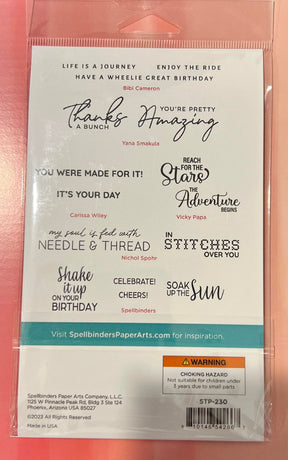 LIFE IS A JOURNEY ENJOY THE RIDE
HAVE A WHEELIE GREAT BIRTHDAY
Bibi Cameron
Thanks
A BUNCH
YOU'RE PRETTY
Amazing
Yana Smakula
YOU WERE MADE FOR IT!
IT'S YOUR DAY
Carissa Wiley
REACH
FOR THE
Stars
THE
Adventure
BEGINS
Vicky Papa
my soul is fed with
NEEDLE & THREAD
Nichol Spohr
IN
STITCHES
OVER YOU
Shake
it up
ON YOUR
BIRTHDAY
CELEBRATE!
CHEERS!
Spellbinders
SOAK
UP THE SUN
Visit SpellbindersPaperArts.com for inspiration.
WARNING
CHOKING HAZARD
Not suitable for children under
3 years due to small parts
STP-230
Spellbinders Paper Arts Company, L.L.C.
1125 W Pinnacle Peak Rd, Bldg 3 Ste 124
Phoenix, Arizona USA 85027
©2023 All Rights Reserved.
Made in USA